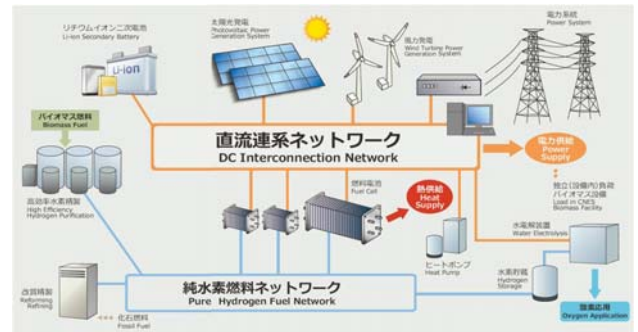 リチウムイオン二次電池
Li-ion Secondary Battery
Li-ion
太陽光発電
Photovoltaic Power
Generation System
風力発電
Wind Turbine Power
Generation System
電力系統
Power System
バイオマス燃料
Biomass Fuel
直流連系ネットワーク
DC Interconnection Network
電力供給
Power
Supply
高効率水素精製
High Efficiency
Hydrogen Purification
燃料電池
Fuel Cell
熱供給
Heat
Supply
独立(設備内)負荷
バイオマス設備
Load in CNES
Biomass Facility
水電解装置
Water Electrolysis
ヒートポンプ
Heat Pump
水素貯蔵
Hydrogen
Storage
改質精製
Reforming
Refining
純水素燃料ネットワーク
Pure Hydrogen Fuel Network
化石燃料
Fossil Fuel
酸素応用
Oxygen Application